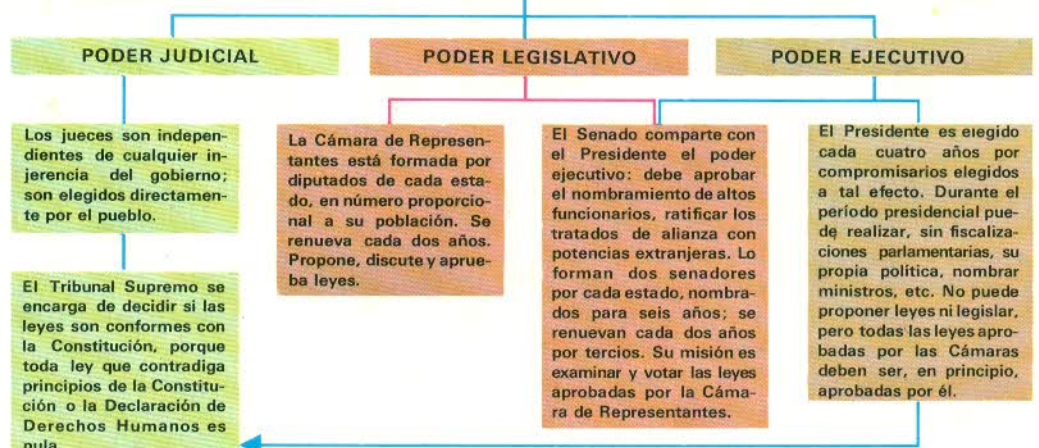 PODER JUDICIAL
PODER LEGISLATIVO
PODER EJECUTIVO
Los jueces son indepen-
dientes de cualquier in-
jerencia del gobierno;
son elegidos directamen-
te por el pueblo.
El Tribunal Supremo se
encarga de decidir si las
leyes son conformes con
la Constitución, porque
toda ley que contradiga
principios de la Constitu-
ción o la Declaración de
Derechos Humanos es
nula.
La Cámara de Represen-
tantes está formada por
diputados de cada esta-
do, en número proporcio-
nal a su población. Se
renueva cada dos años.
Propone, discute y aprue-
ba leyes.
El Senado comparte con
el Presidente el poder
ejecutivo: debe aprobar
el nombramiento de altos
funcionarios, ratificar los
tratados de alianza con
potencias extranjeras. Lo
forman dos senadores
por cada estado, nombra-
dos para seis años; se
renuevan cada dos años
por tercios. Su misión es
examinar y votar las leyes
aprobadas por la Cáma-
ra de Representantes.
El Presidente es elegido
cada cuatro años por
compromisarios elegidos
a tal efecto. Durante el
período presidencial pue-
de realizar, sin fiscaliza-
ciones parlamentarias, su
propia política, nombrar
ministros, etc. No puede
proponer leyes ni legislar,
pero todas las leyes apro-
badas por las Cámaras
deben ser, en principio,
aprobadas por él.